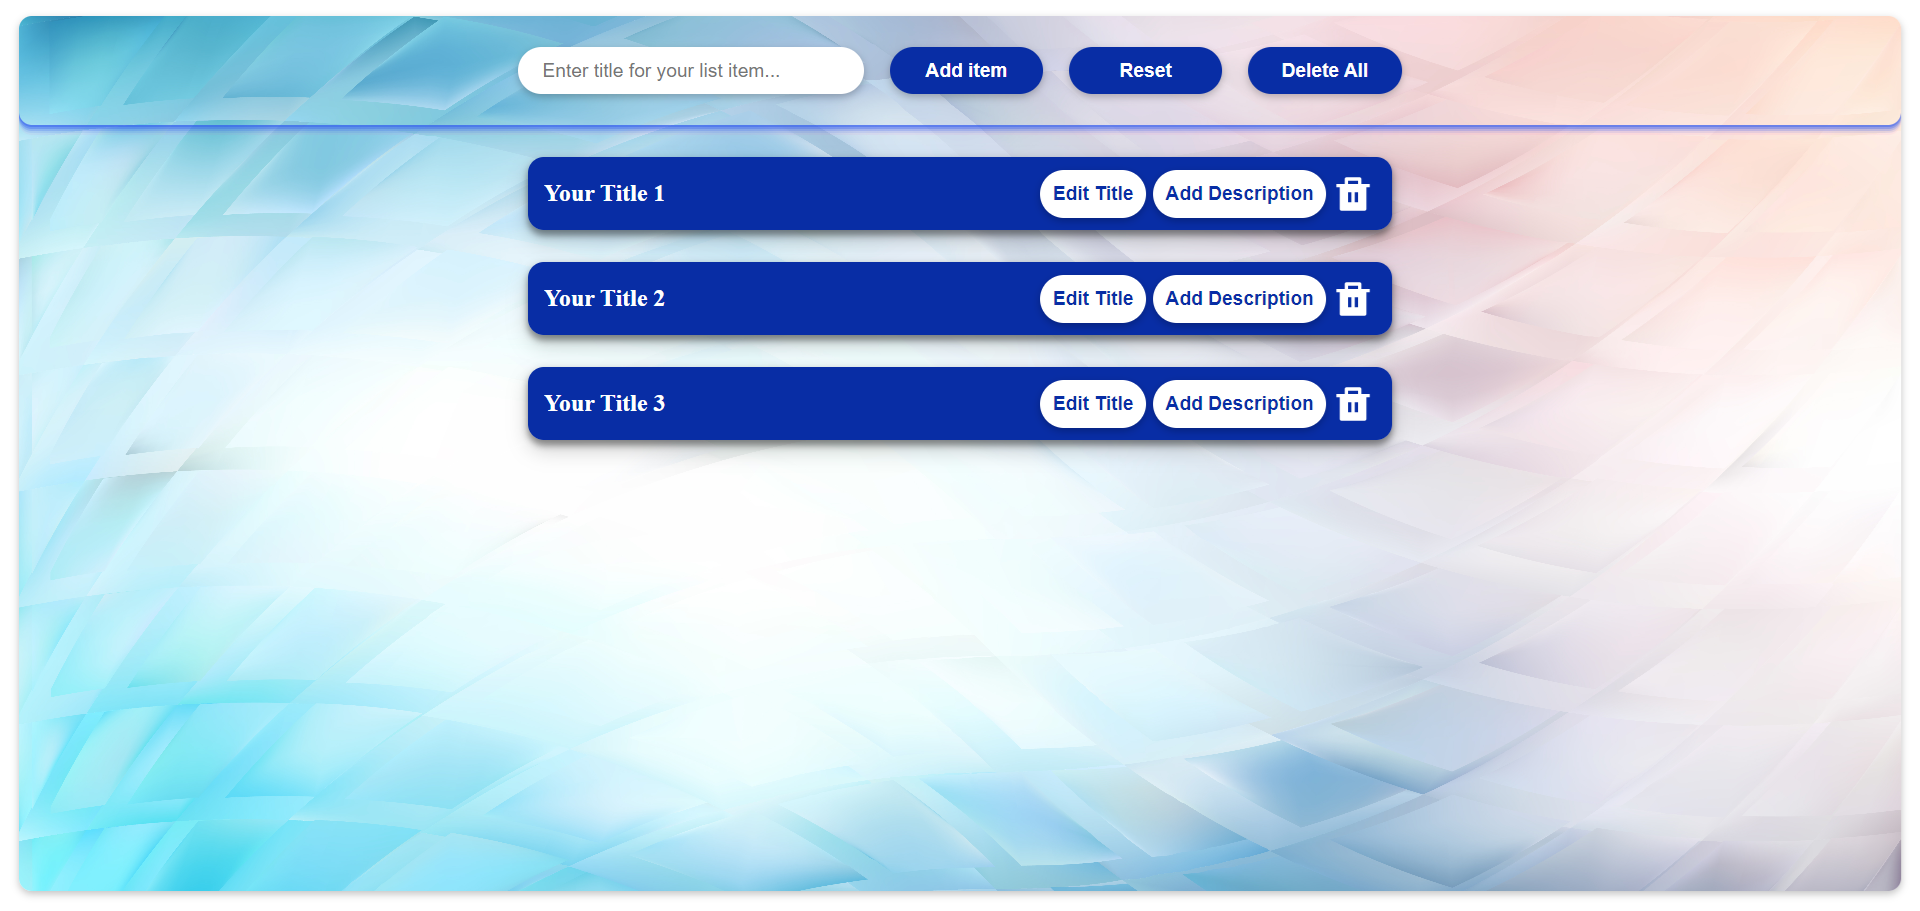 Enter title for your list item...
Add item
Reset
Delete All
Your Title 1
Edit Title
Add Description
Your Title 2
Edit Title
Add Description
Your Title 3
Edit Title
Add Description